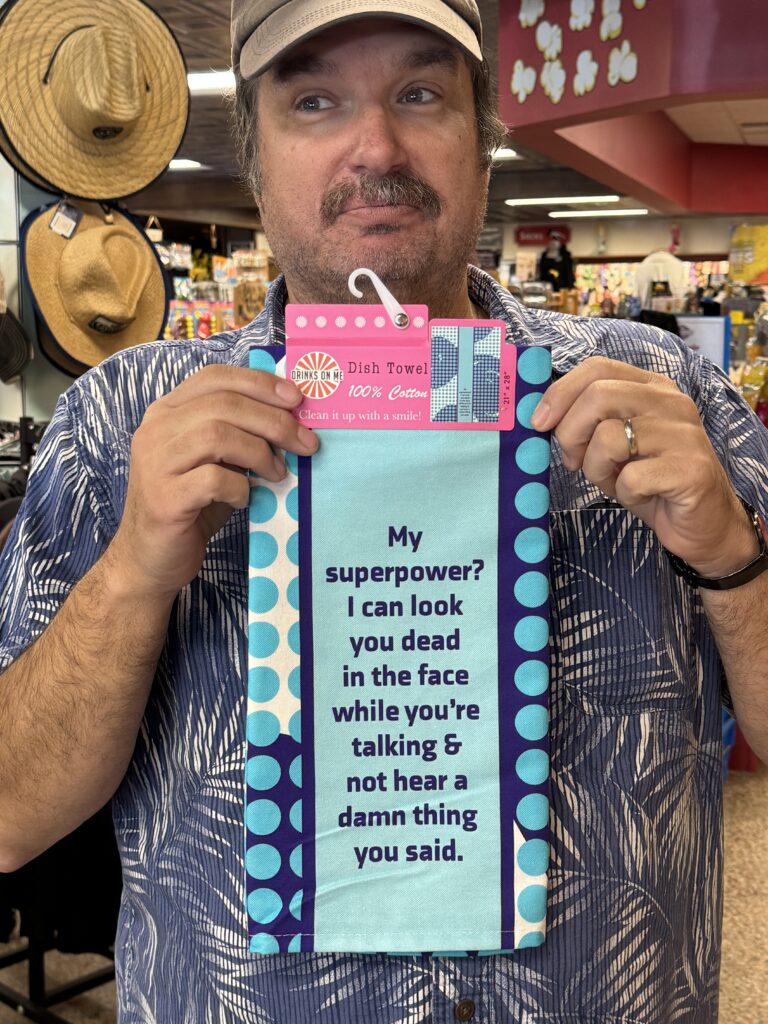 DRINKS ON ME
Dish Towel
100% Cotton
Clean it up with a smile!
21" x 28"
My
superpower?
I can look
you dead
in the face
while you're
talking &
not hear a
damn thing
you said.